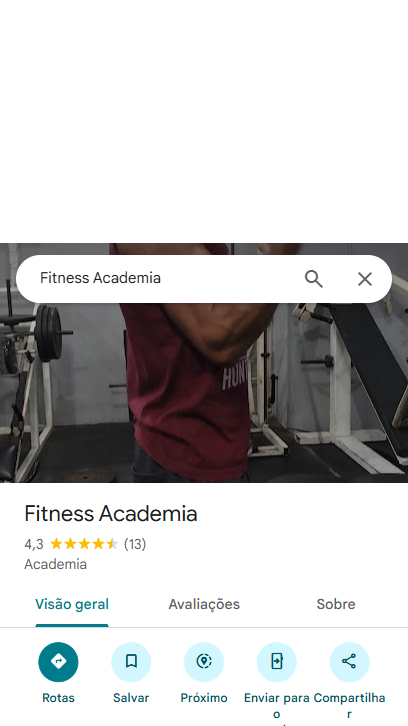 Fitness Academia
HUN
Fitness Academia
4,3 (13)
Academia
Visão geral Avaliações Sobre
Rotas Salvar Próximo Enviar para o Compartilhar